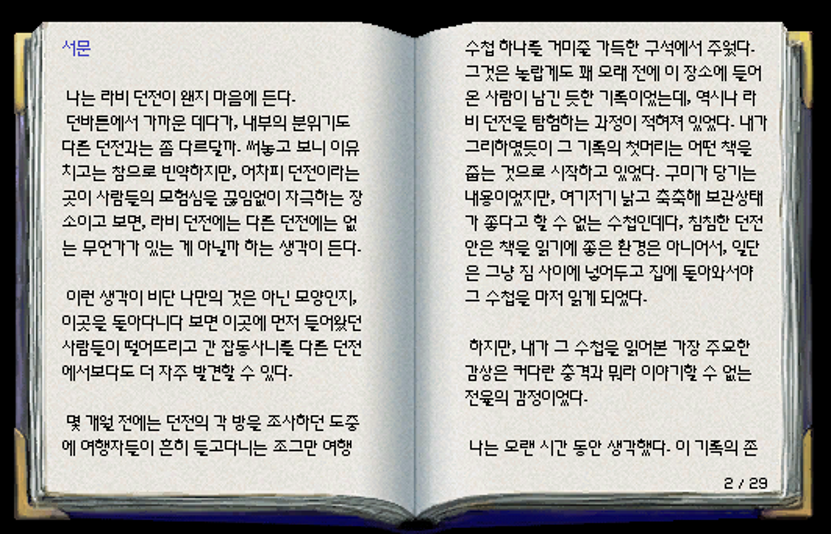 서문
나는 라비 던전이 왠지 마음에 든다.
던바튼에서 가까운 데다가, 내부의 분위기도
다른 던전과는 좀 다르달까. 써놓고 보니 이유
치고는 참으로 빈약하지만, 어차피 던전이라는
곳이 사람들의 모험심을 끊임없이 자극하는 장
소이고 보면, 라비 던전에는 다른 던전에는 없
는 무언가가 있는 게 아닐까 하는 생각이 든다.
이런 생각이 비단 나만의 것은 아닌 모양인지,
이곳을 돌아다니다 보면 이곳에 먼저 들어왔던
사람들이 떨어뜨리고 간 잡동사니를 다른 던전
에서보다도 더 자주 발견할 수 있다.
몇 개월 전에는 던전의 각 방을 조사하던 도중
에 여행자들이 흔히 들고다니는 조그만 여행
수첩 하나를 거미줄 가득한 구석에서 주웠다.
그것은 놀랍게도 꽤 오래 전에 이 장소에 들어
온 사람이 남긴 듯한 기록이었는데, 역시나 라
비 던전을 탐험하는 과정이 적혀져 있었다. 내가
그리하였듯이 그 기록의 첫머리는 어떤 책을
줍는 것으로 시작하고 있었다. 구미가 당기는
내용이었지만, 여기저기 낡고 축축해 보관상태
가 좋다고 할 수 없는 수첩인데다, 침침한 던전
안은 책을 읽기에 좋은 환경은 아니어서, 일단
은 그냥 짐 사이에 넣어두고 집에 돌아와서야
그 수첩을 마저 읽게 되었다.
하지만, 내가 그 수첩을 읽어본 가장 주요한
감상은 커다란 충격과 뭐라 이야기할 수 없는
전율의 감정이었다.
나는 오랜 시간 동안 생각했다. 이 기록의 존
2 / 29